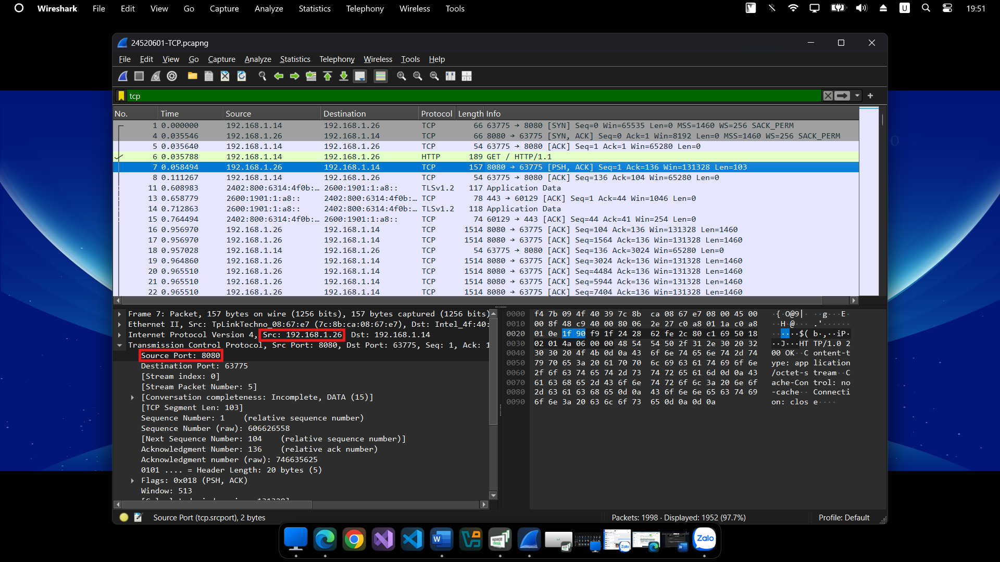 Wireshark File Edit View Go Capture Analyze Statistics Telephony Wireless Tools U 19:51
24520601-TCP.pcapng
File Edit View Go Capture Analyze Statistics Telephony Wireless Tools Help
tcp
No. Time Source Destination Protocol Length Info
1 0.000000 192.168.1.14 192.168.1.26 TCP 66 63775 → 8080 [SYN] Seq=0 Win=65535 Len=0 MSS=1460 WS=256 SACK_PERM
4 0.035546 192.168.1.26 192.168.1.14 TCP 66 8080 → 63775 [SYN, ACK] Seq=0 Ack=1 Win=8192 Len=0 MSS=1460 WS=256 SACK_PERM
5 0.035640 192.168.1.14 192.168.1.26 TCP 54 63775 → 8080 [ACK] Seq=1 Ack=1 Win=65280 Len=0
6 0.035788 192.168.1.14 192.168.1.26 HTTP 189 GET / HTTP/1.1
7 0.058494 192.168.1.26 192.168.1.14 TCP 157 8080 → 63775 [PSH, ACK] Seq=1 Ack=136 Win=131328 Len=103
8 0.111267 192.168.1.14 192.168.1.26 TCP 54 63775 → 8080 [ACK] Seq=136 Ack=104 Win=65280 Len=0
11 0.608983 2402:800:6314:4f0b:… 2600:1901:1:a8:: TLSv1.2 117 Application Data
13 0.658779 2600:1901:1:a8:: 2402:800:6314:4f0b:… TCP 78 443 → 60129 [ACK] Seq=1 Ack=44 Win=1046 Len=0
14 0.712863 2600:1901:1:a8:: 2402:800:6314:4f0b:… TLSv1.2 118 Application Data
15 0.764494 2402:800:6314:4f0b:… 2600:1901:1:a8:: TCP 74 60129 → 443 [ACK] Seq=44 Ack=41 Win=254 Len=0
16 0.956970 192.168.1.26 192.168.1.14 TCP 1514 8080 → 63775 [ACK] Seq=104 Ack=136 Win=131328 Len=1460
17 0.956970 192.168.1.26 192.168.1.14 TCP 1514 8080 → 63775 [ACK] Seq=1564 Ack=136 Win=131328 Len=1460
18 0.957028 192.168.1.14 192.168.1.26 TCP 54 63775 → 8080 [ACK] Seq=136 Ack=3024 Win=65280 Len=0
19 0.964860 192.168.1.26 192.168.1.14 TCP 1514 8080 → 63775 [ACK] Seq=3024 Ack=136 Win=131328 Len=1460
20 0.965510 192.168.1.26 192.168.1.14 TCP 1514 8080 → 63775 [ACK] Seq=4484 Ack=136 Win=131328 Len=1460
21 0.965510 192.168.1.26 192.168.1.14 TCP 1514 8080 → 63775 [ACK] Seq=5944 Ack=136 Win=131328 Len=1460
22 0.965510 192.168.1.26 192.168.1.14 TCP 1514 8080 → 63775 [ACK] Seq=7404 Ack=136 Win=131328 Len=1460
Frame 7: Packet, 157 bytes on wire (1256 bits), 157 bytes captured (1256 bits)
Ethernet II, Src: TpLinkTechno_08:67:e7 (7c:8b:ca:08:67:e7), Dst: Intel_4f:40:
Internet Protocol Version 4, Src: 192.168.1.26, Dst: 192.168.1.14
Transmission Control Protocol, Src Port: 8080, Dst Port: 63775, Seq: 1, Ack: 1
Source Port: 8080
Destination Port: 63775
[Stream index: 0]
[Stream Packet Number: 5]
[Conversation completeness: Incomplete, DATA (15)]
[TCP Segment Len: 103]
Sequence Number: 1 (relative sequence number)
Sequence Number (raw): 606626558
[Next Sequence Number: 104 (relative sequence number)]
Acknowledgment Number: 136 (relative ack number)
Acknowledgment number (raw): 746635625
0101 .... = Header Length: 20 bytes (5)
Flags: 0x018 (PSH, ACK)
Window: 513
0000 f4 7b 09 4f 40 39 7c 8b ca 08 67 e7 08 00 45 00 ·{·O@9|· ··g···E·
0010 00 8f 48 c9 40 00 80 06 2e 27 c0 a8 01 1a c0 a8 ··H·@··· .'······
0020 01 0e 1f 90 f9 1f 24 28 62 fe 2c 80 c1 69 50 18 ······$( b·,··iP·
0030 02 01 4a 06 00 00 48 54 54 50 2f 31 2e 30 20 32 ··J···HT TP/1.0 2
0040 30 30 20 4f 4b 0d 0a 43 6f 6e 74 65 6e 74 2d 74 00 OK··C ontent-t
0050 79 70 65 3a 20 61 70 70 6c 69 63 61 74 69 6f 6e ype: app lication
0060 2f 6f 63 74 65 74 2d 73 74 72 65 61 6d 0d 0a 43 /octet-s tream··C
0070 61 63 68 65 2d 43 6f 6e 74 72 6f 6c 3a 20 6e 6f ache-Con trol: no
0080 2d 63 61 63 68 65 0d 0a 43 6f 6e 6e 65 63 74 69 -cache·· Connecti
0090 6f 6e 3a 20 63 6c 6f 73 65 0d 0a 0d 0a on: clos e····
Source Port (tcp.srcport), 2 bytes Packets: 1998 · Displayed: 1952 (97.7%) Profile: Default
W Zalo